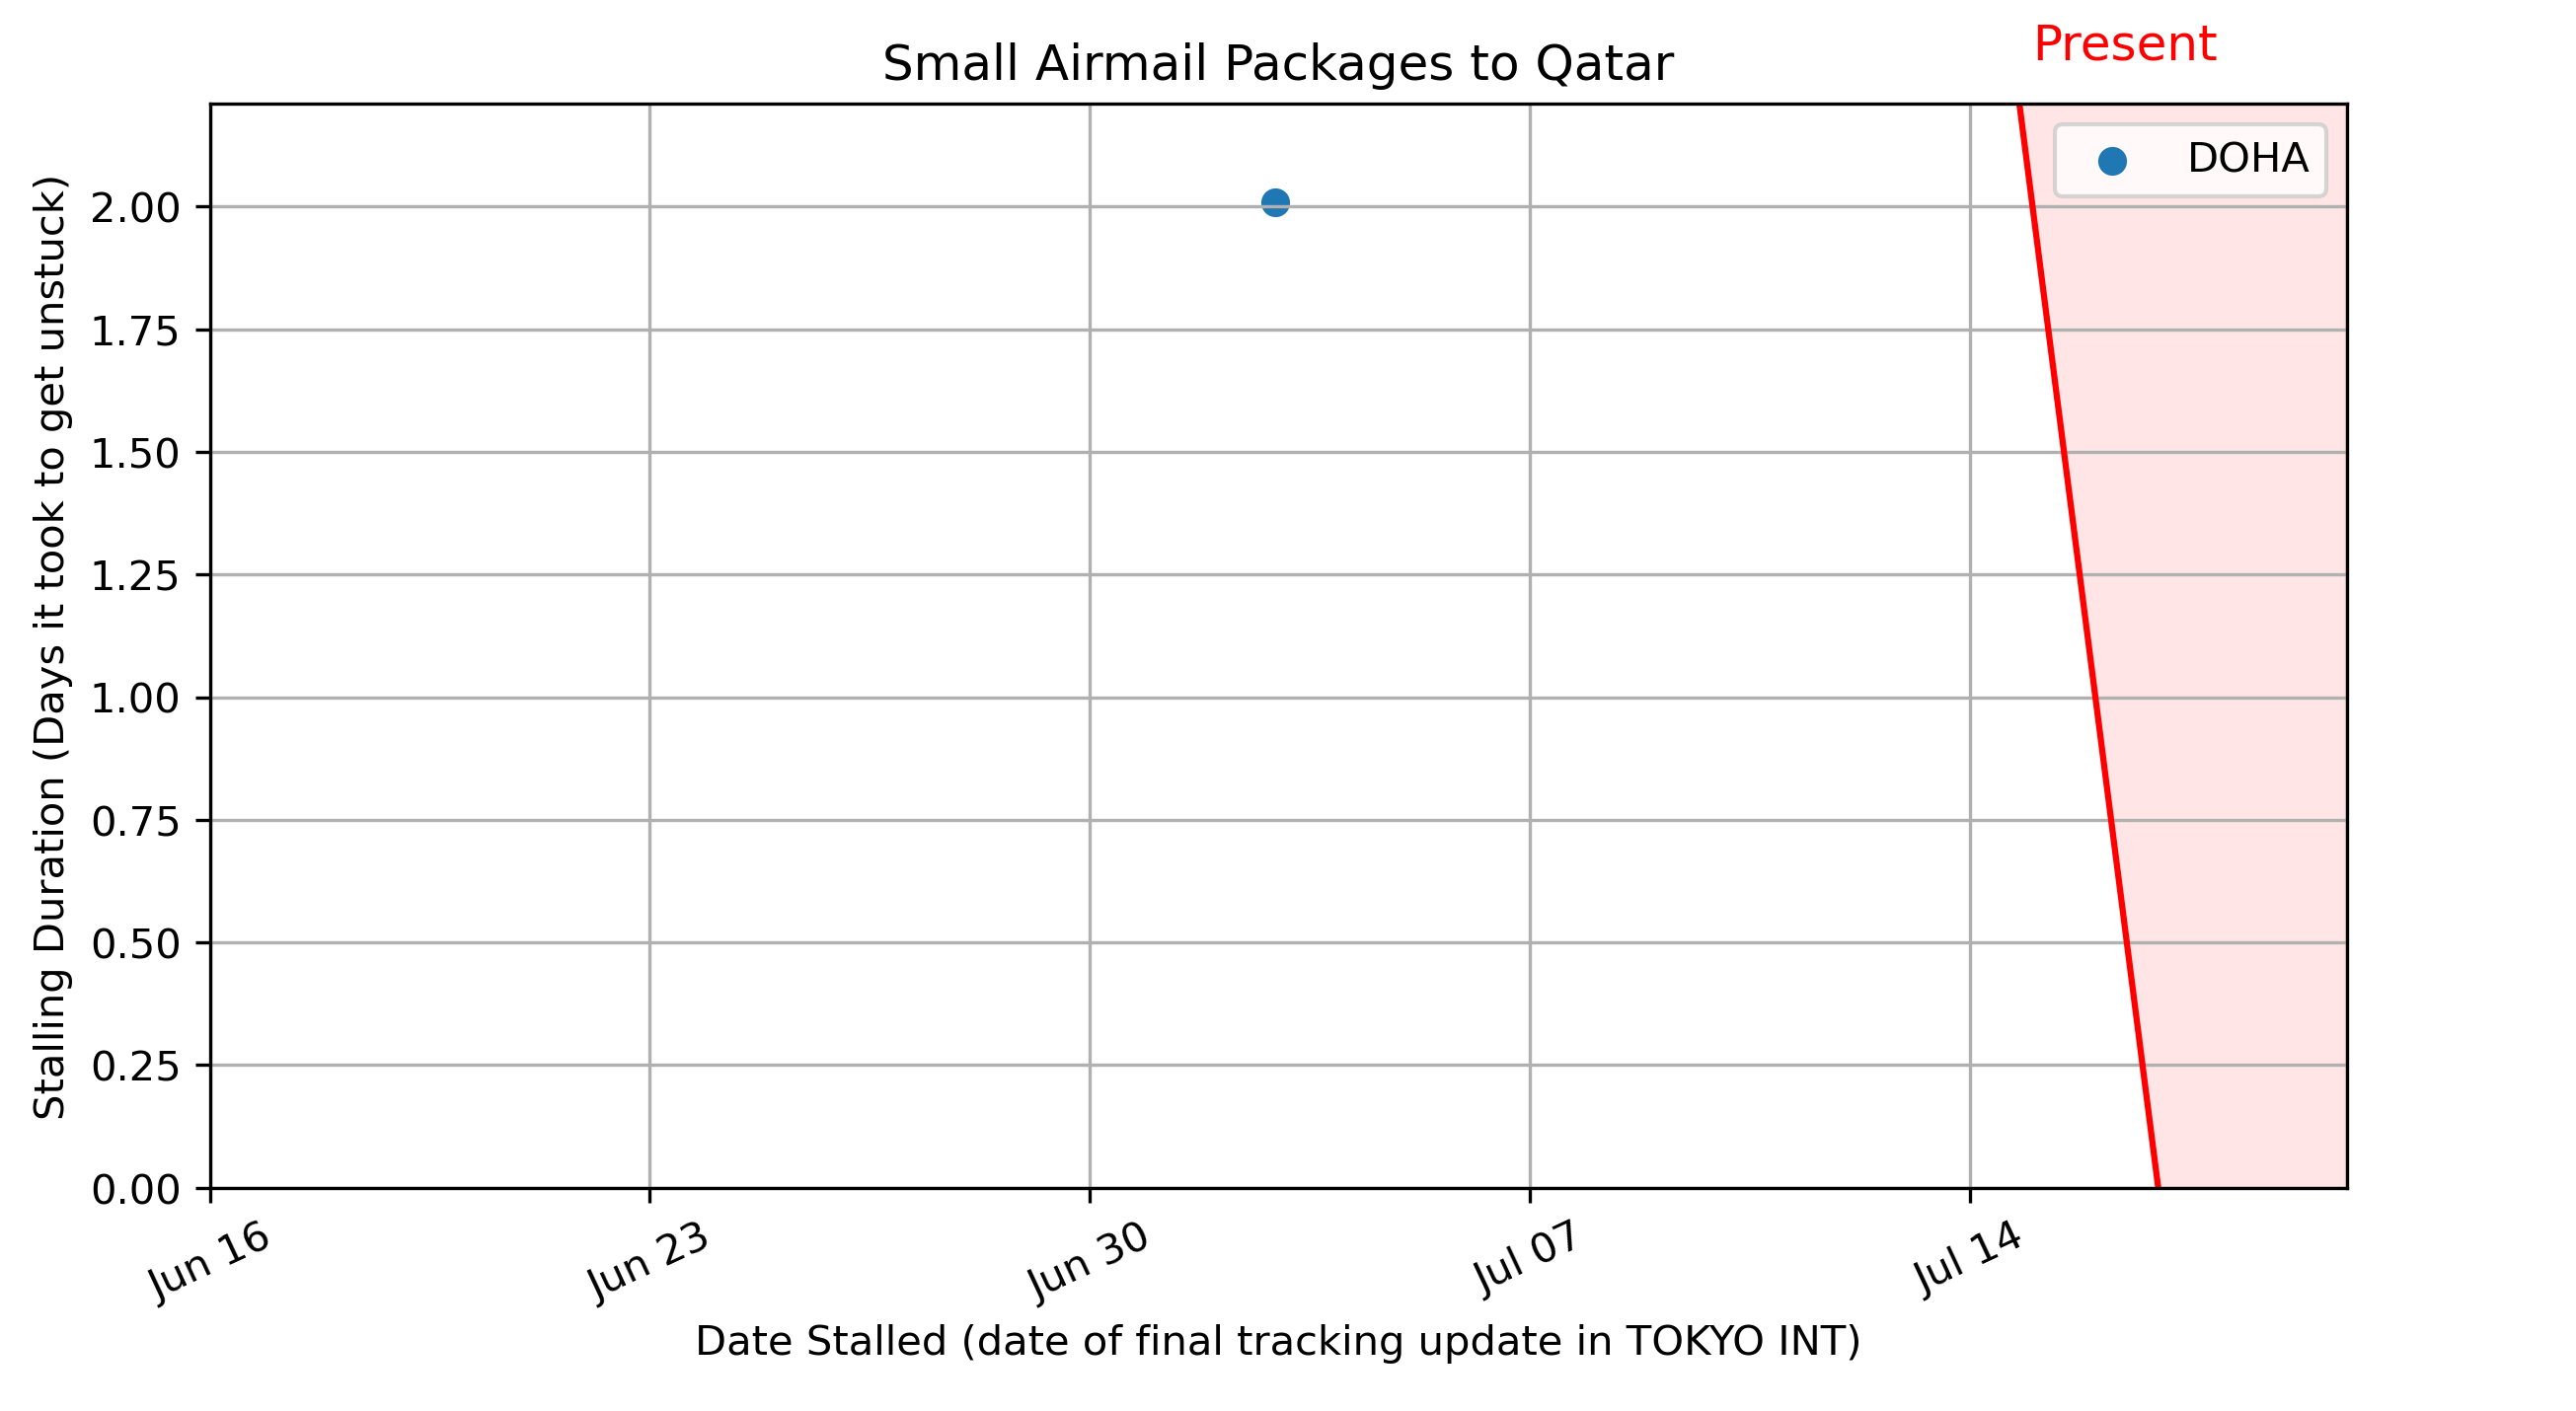 Present
Small Airmail Packages to Qatar
DOHA
Stalling Duration (Days it took to get unstuck)
2.00
1.75
1.50
1.25
1.00
0.75
0.50
0.25
0.00
Jun 16
Jun 23
Jun 30
Jul 07
Jul 14
Date Stalled (date of final tracking update in TOKYO INT)